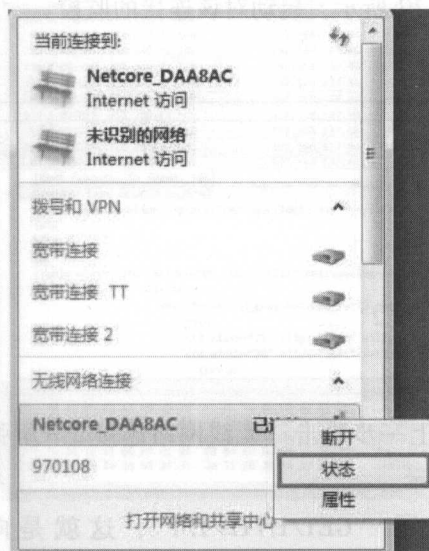 当前连接到:
Netcore_DAA8AC
Internet 访问
未识别的网络
Internet 访问
拨号和 VPN
宽带连接
宽带连接 TT
宽带连接 2
无线网络连接
Netcore_DAA8AC
断开
970108
状态
属性
打开网络和共享中心
这就是